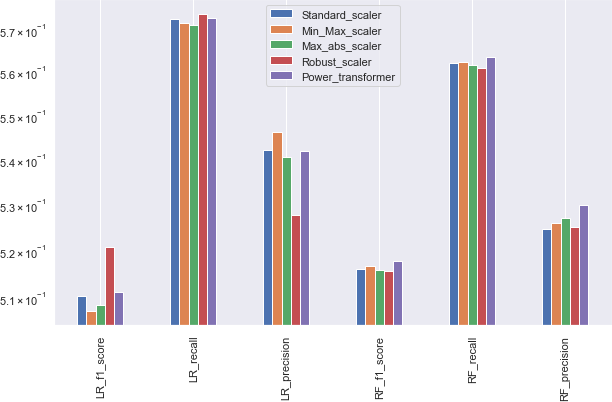 5.7 × 10⁻¹
5.6 × 10⁻¹
5.5 × 10⁻¹
5.4 × 10⁻¹
5.3 × 10⁻¹
5.2 × 10⁻¹
5.1 × 10⁻¹
Standard_scaler
Min_Max_scaler
Max_abs_scaler
Robust_scaler
Power_transformer
LR_f1_score
LR_recall
LR_precision
RF_f1_score
RF_recall
RF_precision